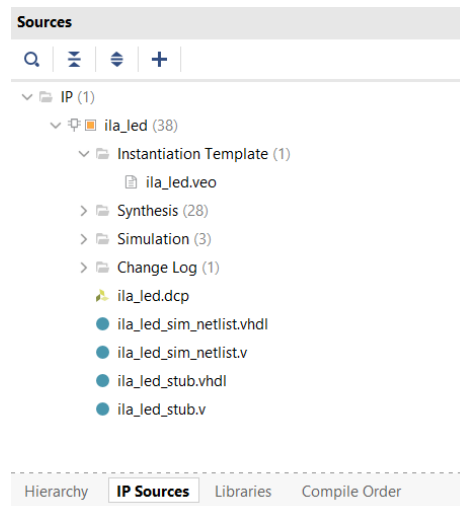 Sources
IP (1)
ila_led (38)
Instantiation Template (1)
ila_led.veo
Synthesis (28)
Simulation (3)
Change Log (1)
ila_led.dcp
ila_led_sim_netlist.vhdl
ila_led_sim_netlist.v
ila_led_stub.vhdl
ila_led_stub.v
Hierarchy IP Sources Libraries Compile Order